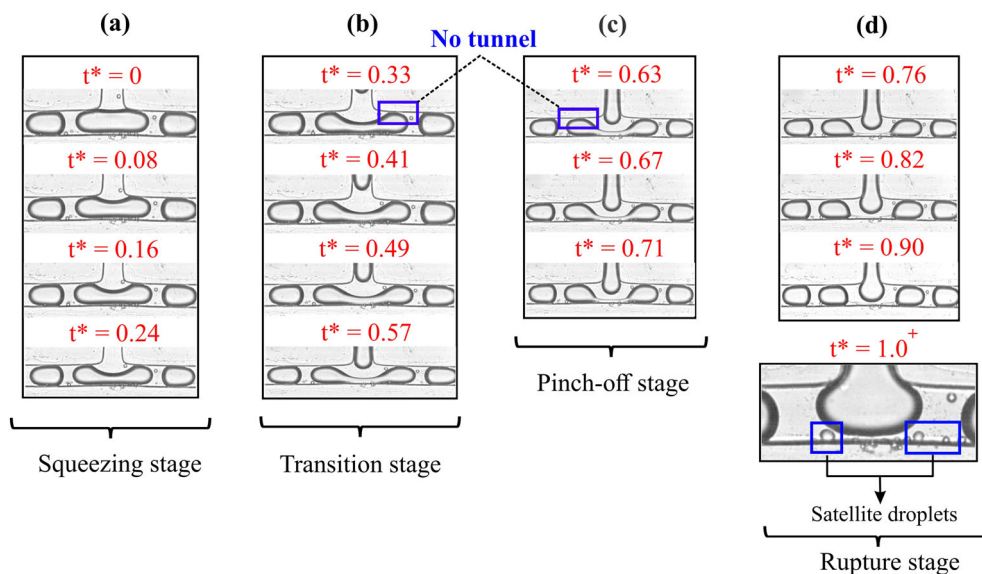 (a)
(b)
(c)
(d)
No tunnel
t* = 0
t* = 0.08
t* = 0.16
t* = 0.24
Squeezing stage
t* = 0.33
t* = 0.41
t* = 0.49
t* = 0.57
Transition stage
t* = 0.63
t* = 0.67
t* = 0.71
Pinch-off stage
t* = 0.76
t* = 0.82
t* = 0.90
t* = 1.0⁺
Satellite droplets
Rupture stage